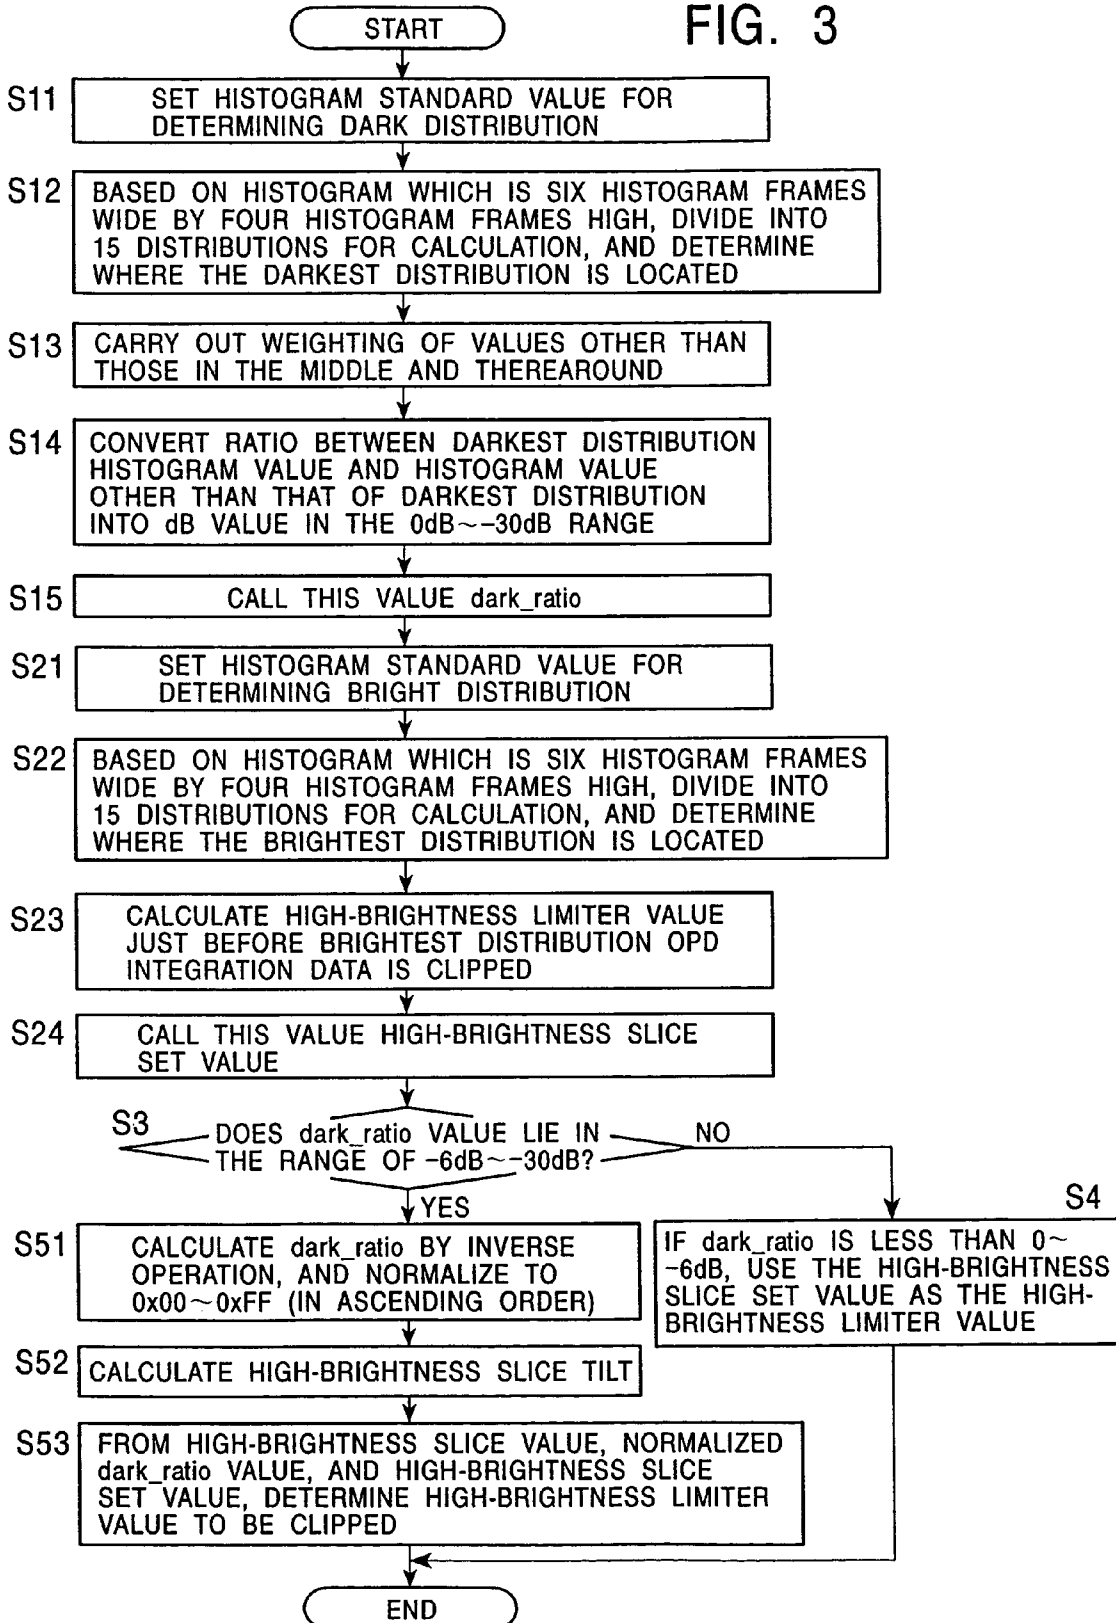 FIG. 3
START
S11
SET HISTOGRAM STANDARD VALUE FOR
DETERMINING DARK DISTRIBUTION
S12
BASED ON HISTOGRAM WHICH IS SIX HISTOGRAM FRAMES
WIDE BY FOUR HISTOGRAM FRAMES HIGH, DIVIDE INTO
15 DISTRIBUTIONS FOR CALCULATION, AND DETERMINE
WHERE THE DARKEST DISTRIBUTION IS LOCATED
S13
CARRY OUT WEIGHTING OF VALUES OTHER THAN
THOSE IN THE MIDDLE AND THEREAROUND
S14
CONVERT RATIO BETWEEN DARKEST DISTRIBUTION
HISTOGRAM VALUE AND HISTOGRAM VALUE
OTHER THAN THAT OF DARKEST DISTRIBUTION
INTO dB VALUE IN THE 0dB~-30dB RANGE
S15
CALL THIS VALUE dark_ratio
S21
SET HISTOGRAM STANDARD VALUE FOR
DETERMINING BRIGHT DISTRIBUTION
S22
BASED ON HISTOGRAM WHICH IS SIX HISTOGRAM FRAMES
WIDE BY FOUR HISTOGRAM FRAMES HIGH, DIVIDE INTO
15 DISTRIBUTIONS FOR CALCULATION, AND DETERMINE
WHERE THE BRIGHTEST DISTRIBUTION IS LOCATED
S23
CALCULATE HIGH-BRIGHTNESS LIMITER VALUE
JUST BEFORE BRIGHTEST DISTRIBUTION OPD
INTEGRATION DATA IS CLIPPED
S24
CALL THIS VALUE HIGH-BRIGHTNESS SLICE
SET VALUE
S3
DOES dark_ratio VALUE LIE IN
THE RANGE OF -6dB~-30dB?
NO
YES
S4
IF dark_ratio IS LESS THAN 0~
-6dB, USE THE HIGH-BRIGHTNESS
SLICE SET VALUE AS THE HIGH-
BRIGHTNESS LIMITER VALUE
S51
CALCULATE dark_ratio BY INVERSE
OPERATION, AND NORMALIZE TO
0x00~0xFF (IN ASCENDING ORDER)
S52
CALCULATE HIGH-BRIGHTNESS SLICE TILT
S53
FROM HIGH-BRIGHTNESS SLICE VALUE, NORMALIZED
dark_ratio VALUE, AND HIGH-BRIGHTNESS SLICE
SET VALUE, DETERMINE HIGH-BRIGHTNESS LIMITER
VALUE TO BE CLIPPED
END